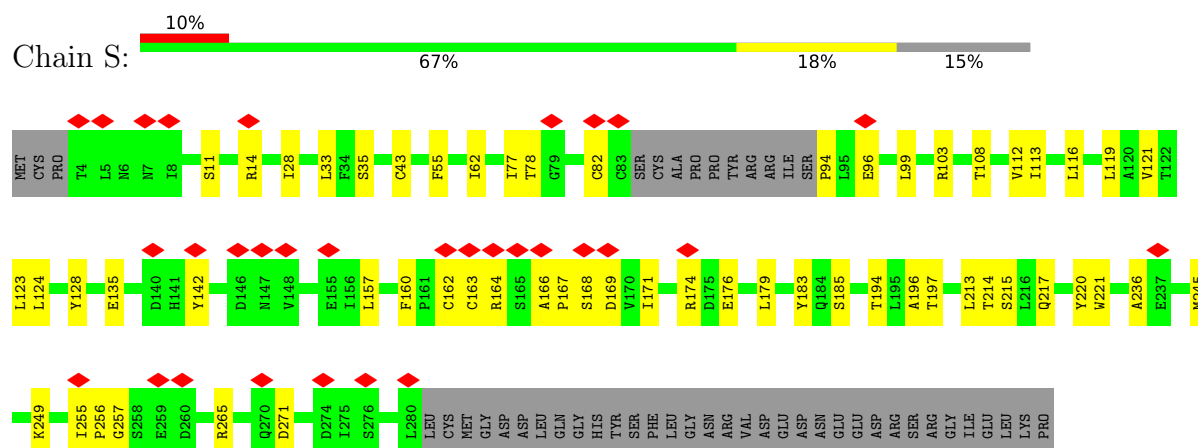 10%
Chain S:
67% 18% 15%
MET CYS PRO T4 L5 N6 N7 I8 S11 R14 I28 L33 F34 S35 C43 F55 I62 I77 T78 G79 C82 C83 SER CYS ALA PRO PRO TYR ARG ARG ILE SER P94 L95 E96 L99 R103 T108 V112 I113 L116 L119 A120 V121 T122
L123 L124 Y128 E135 D140 H141 Y142 D146 N147 V148 E155 I156 L157 F160 P161 C162 C163 R164 S165 A166 P167 S168 D169 V170 I171 R174 D175 E176 L179 Y183 Q184 S185 T194 L195 A196 T197 L213 T214 S215 L216 Q217 Y220 W221 A236 E237 M245
K249 I255 P256 G257 S258 E259 D260 R265 Q270 D271 D274 I275 S276 L280 LEU CYS MET GLY ASP ASP LEU GLN GLY HIS TYR SER PHE LEU GLY ASN ARG VAL ASP GLU ASP ASN GLU GLU ASP ARG SER ARG GLY ILE GLU LEU LYS PRO